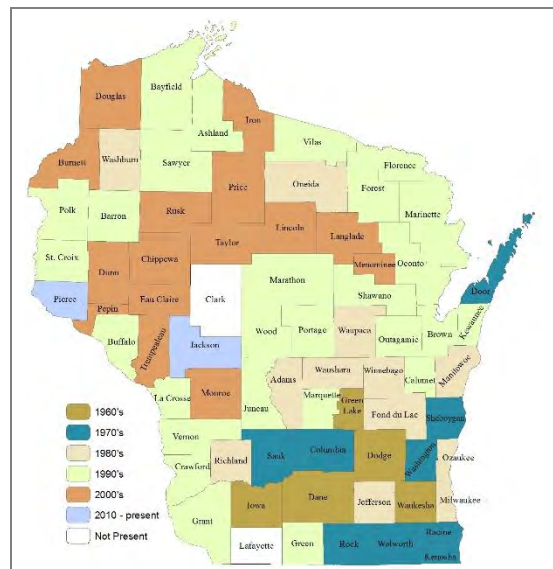 Douglas
Bayfield
Iron
Ashland
Vilas
Burnett
Washburn
Sawyer
Florence
Oneida
Forest
Price
Polk
Barron
Rusk
Marinette
Lincoln
Langlade
Taylor
St. Croix
Dunn
Chippewa
Menominee
Oconto
Door
Marathon
Pierce
Pepin
Eau Claire
Clark
Shawano
Kewaunee
Buffalo
Trempealeau
Jackson
Wood
Portage
Waupaca
Outagamie
Brown
Adams
Waushara
Winnebago
Calumet
Manitowoc
La Crosse
Monroe
Juneau
Marquette
Green
Lake
Fond du Lac
Sheboygan
Vernon
Richland
Sauk
Columbia
Dodge
Washington
Ozaukee
Crawford
Iowa
Dane
Jefferson
Waukesha
Milwaukee
Grant
Lafayette
Green
Rock
Walworth
Racine
Kenosha
1960's
1970's
1980's
1990's
2000's
2010 - present
Not Present